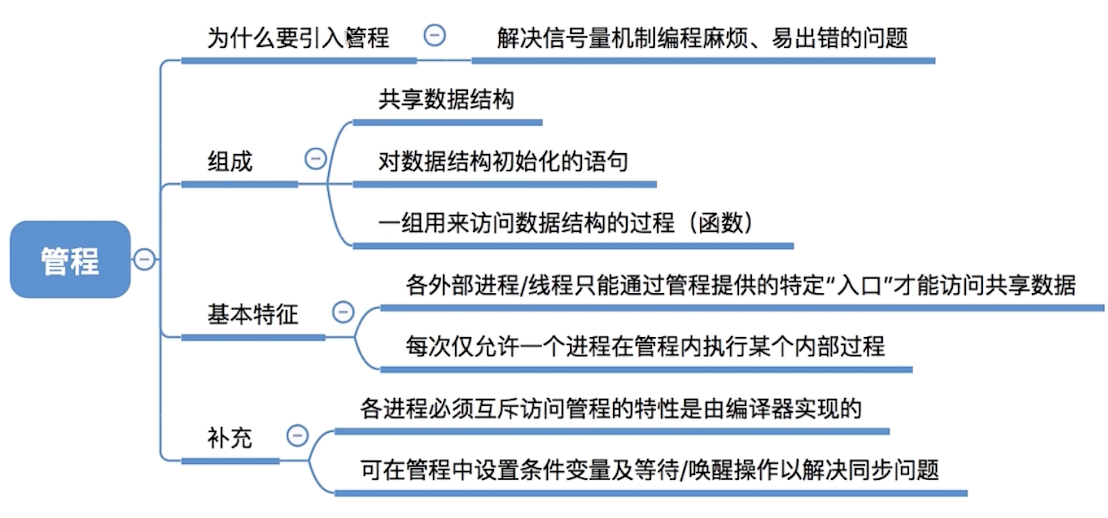 为什么要引入管程
解决信号量机制编程麻烦、易出错的问题
共享数据结构
组成
对数据结构初始化的语句
一组用来访问数据结构的过程（函数）
管程
各外部进程/线程只能通过管程提供的特定“入口”才能访问共享数据
基本特征
每次仅允许一个进程在管程内执行某个内部过程
各进程必须互斥访问管程的特性是由编译器实现的
补充
可在管程中设置条件变量及等待/唤醒操作以解决同步问题